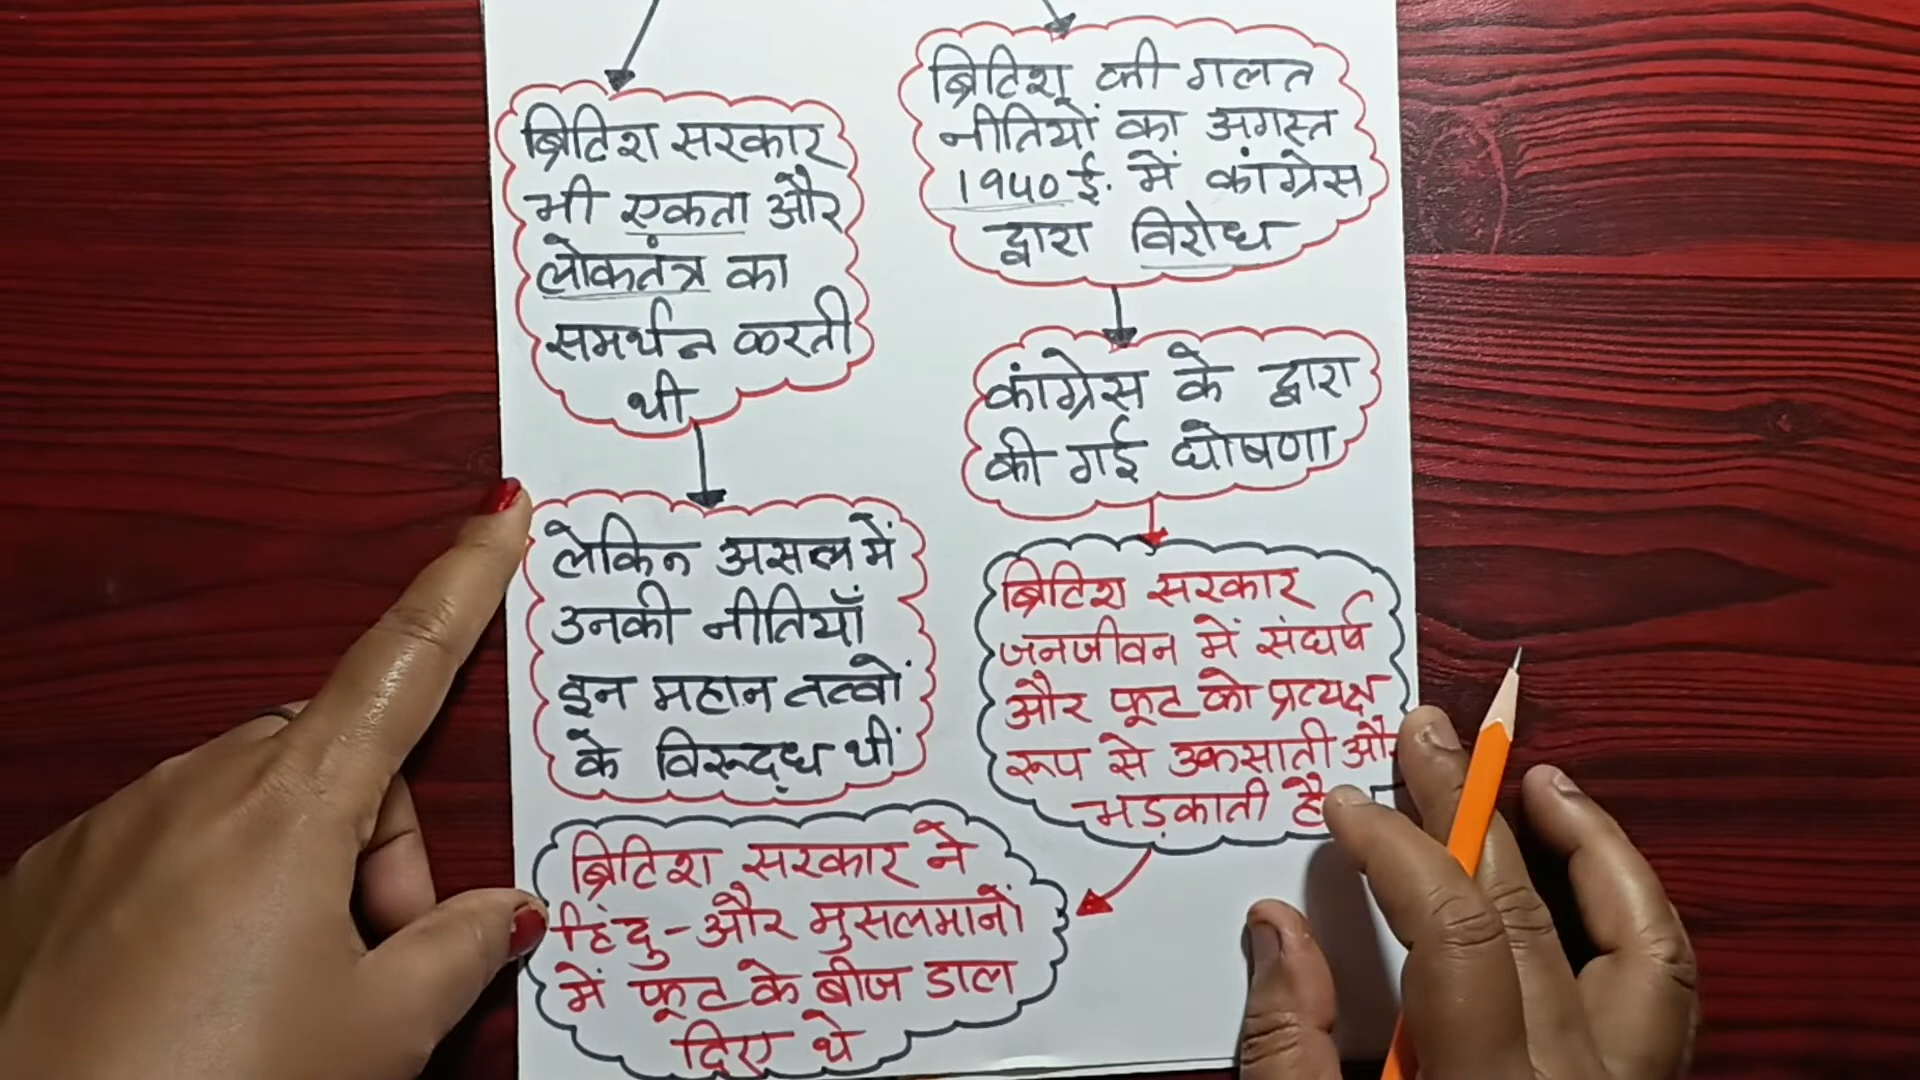 ब्रिटिश सरकार
भी एकता और
लोकतंत्र का
समर्थन करती
थी
लेकिन असल में
उनकी नीतियाँ
इन महान तत्वों
के विरूद्ध थीं
ब्रिटिश की गलत
नीतियों का अगस्त
1940 ई. में कांग्रेस
द्वारा विरोध
कांग्रेस के द्वारा
की गई घोषणा
ब्रिटिश सरकार
जनजीवन में संघर्ष
और फूट को प्रत्यक्ष
रूप से उकसाती और
भड़काती है
ब्रिटिश सरकार ने
हिंदु-और मुसलमानों
में फूट के बीज डाल
दिए थे